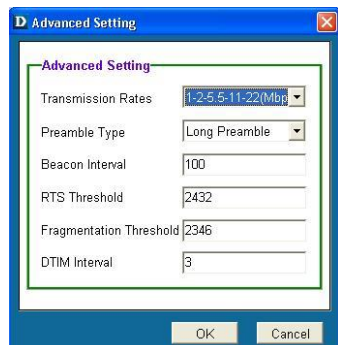 D Advanced Setting
Advanced Setting
Transmission Rates 1-2-5.5-11-22(Mbp
Preamble Type Long Preamble
Beacon Interval 100
RTS Threshold 2432
Fragmentation Threshold 2346
DTIM Interval 3
OK Cancel